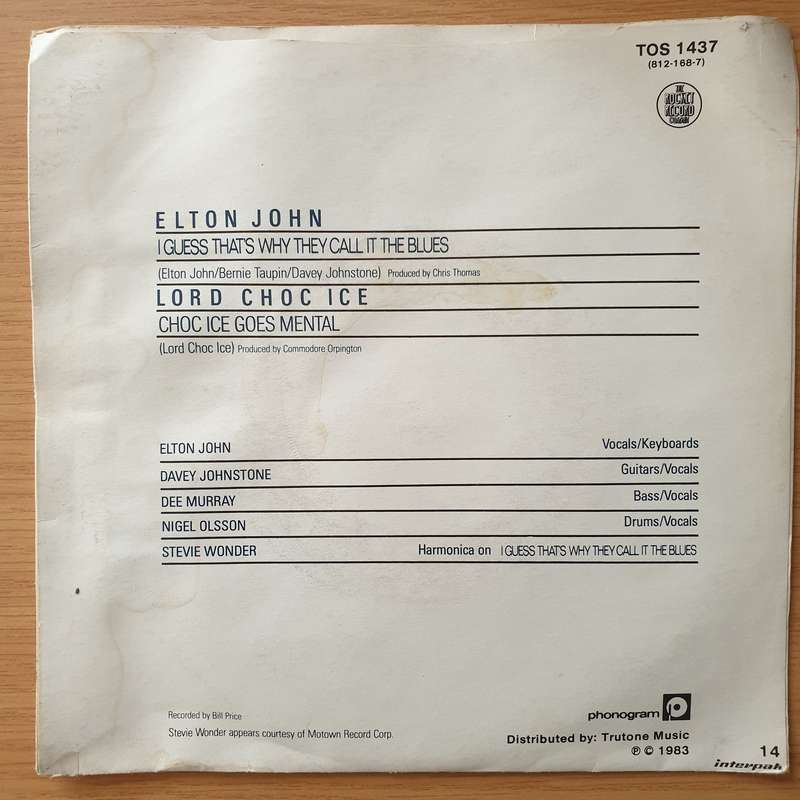 TOS 1437
(812-168-7)
THE
ROCKET
RECORD
COMPANY
ELTON JOHN
I GUESS THAT'S WHY THEY CALL IT THE BLUES
(Elton John/Bernie Taupin/Davey Johnstone) Produced by Chris Thomas
LORD CHOC ICE
CHOC ICE GOES MENTAL
(Lord Choc Ice) Produced by Commodore Orpington
ELTON JOHN Vocals/Keyboards
DAVEY JOHNSTONE Guitars/Vocals
DEE MURRAY Bass/Vocals
NIGEL OLSSON Drums/Vocals
STEVIE WONDER Harmonica on I GUESS THAT'S WHY THEY CALL IT THE BLUES
Recorded by Bill Price
Stevie Wonder appears courtesy of Motown Record Corp.
phonogram p
Distributed by: Trutone Music
℗ © 1983
14
interpak